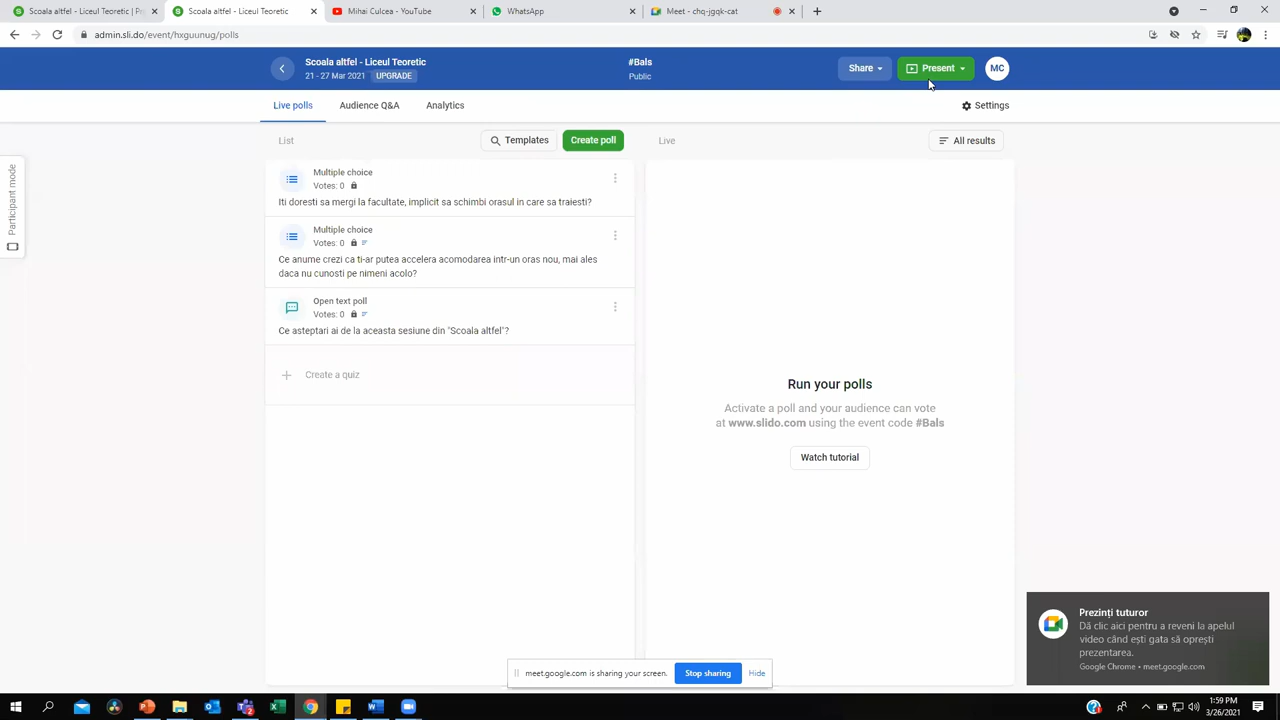 Scoala altfel - Liceul Teoretic | P
Scoala altfel - Liceul Teoretic
Mihai Culcea - YouTube
WhatsApp
Meet - chq-jgqk-cat
admin.sli.do/event/hxguunug/polls
Scoala altfel - Liceul Teoretic
21 - 27 Mar 2021 UPGRADE
#Bals
Public
Share
Present
MC
Live polls
Audience Q&A
Analytics
Settings
List
Templates
Create poll
Live
All results
Participant mode
Multiple choice
Votes: 0
Iti doresti sa mergi la facultate, implicit sa schimbi orasul in care sa traiesti?
Multiple choice
Votes: 0
Ce anume crezi ca ti-ar putea accelera acomodarea intr-un oras nou, mai ales
daca nu cunosti pe nimeni acolo?
Open text poll
Votes: 0
Ce asteptari ai de la aceasta sesiune din "Scoala altfel"?
Create a quiz
Run your polls
Activate a poll and your audience can vote
at www.slido.com using the event code #Bals
Watch tutorial
Prezinți tuturor
Dă clic aici pentru a reveni la apelul
video când ești gata să oprești
prezentarea.
Google Chrome • meet.google.com
meet.google.com is sharing your screen.
Stop sharing
Hide
1:59 PM
3/26/2021